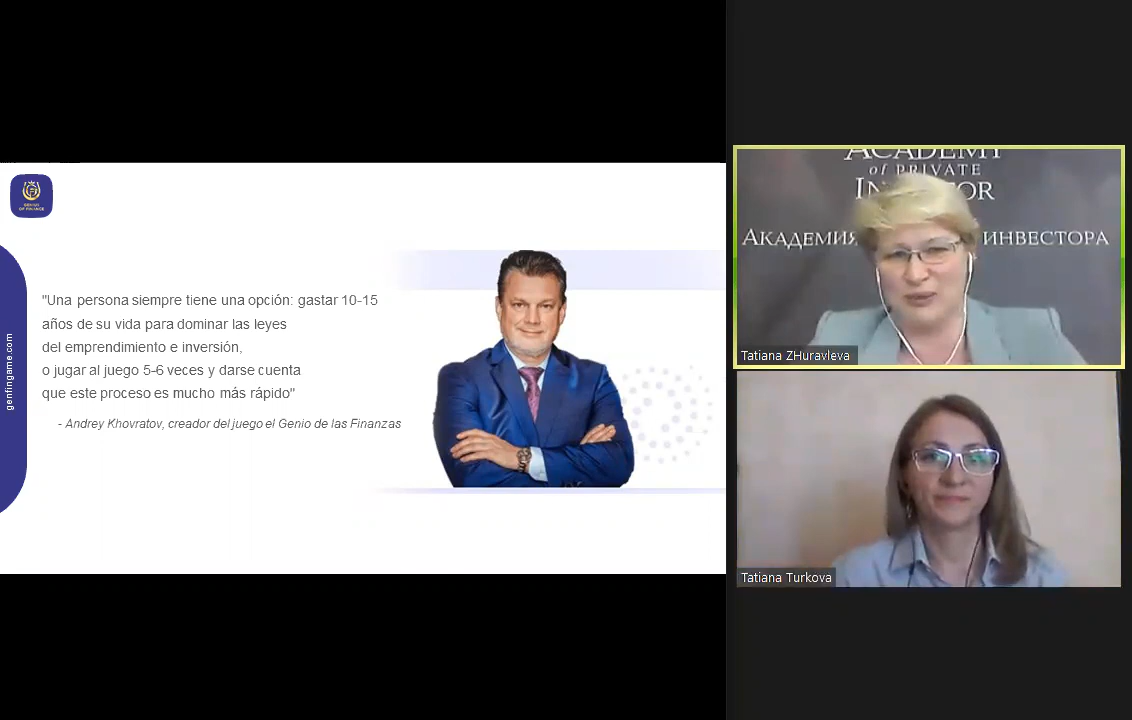 GENIUS
OF FINANCE
genfingame.com
"Una persona siempre tiene una opción: gastar 10-15
años de su vida para dominar las leyes
del emprendimiento e inversión,
o jugar al juego 5-6 veces y darse cuenta
que este proceso es mucho más rápido"
- Andrey Khovratov, creador del juego el Genio de las Finanzas
ACADEMY
of PRIVATE
IN OR
АКАДЕМИЯ ИНВЕСТОРА
Tatiana ZHuravleva
Tatiana Turkova